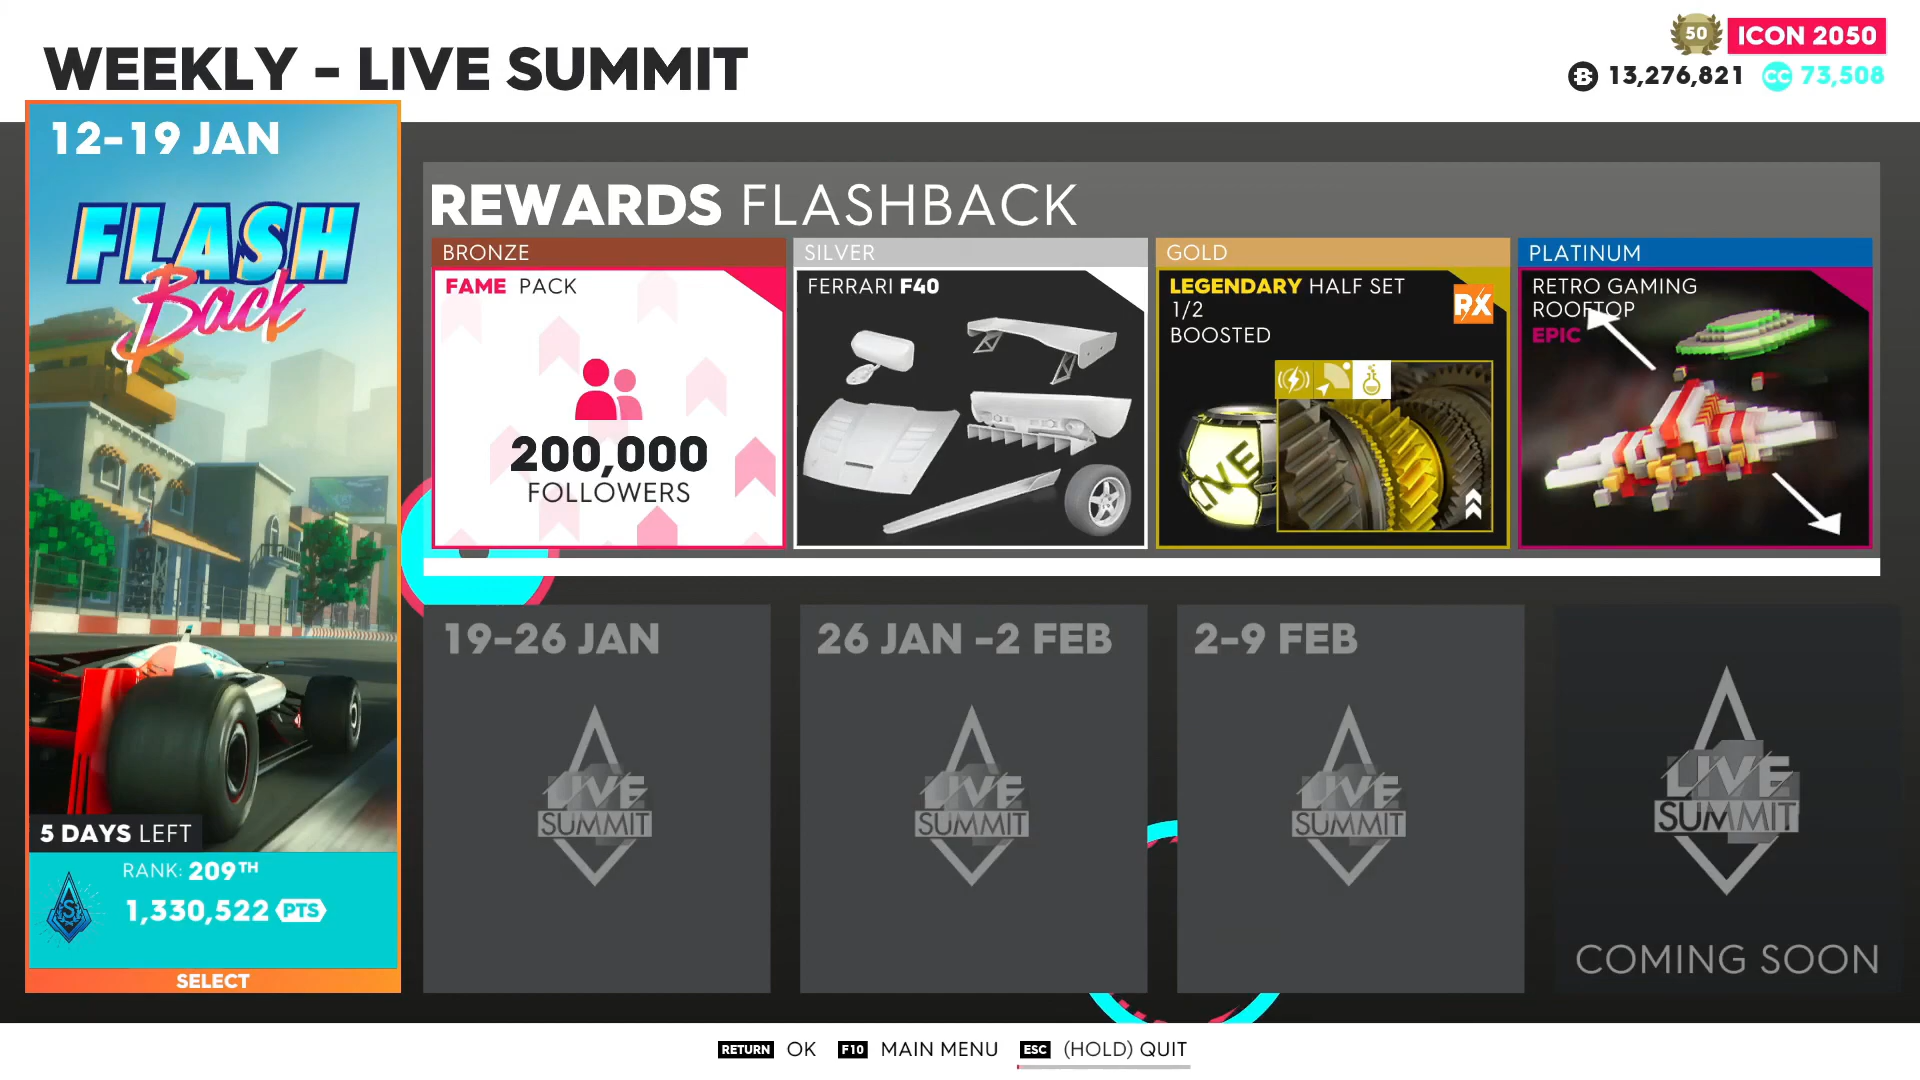 WEEKLY - LIVE SUMMIT
50 ICON 2050
13,276,821 CC 73,508
12-19 JAN
FLASH
Back
5 DAYS LEFT
RANK: 209TH
1,330,522 PTS
SELECT
REWARDS FLASHBACK
BRONZE
FAME PACK
200,000
FOLLOWERS
SILVER
FERRARI F40
GOLD
LEGENDARY HALF SET
1/2
BOOSTED
RX
LIVE
PLATINUM
RETRO GAMING
ROOFTOP
EPIC
19-26 JAN
LIVE
SUMMIT
26 JAN -2 FEB
LIVE
SUMMIT
2-9 FEB
LIVE
SUMMIT
LIVE
SUMMIT
COMING SOON
RETURN OK F10 MAIN MENU ESC (HOLD) QUIT